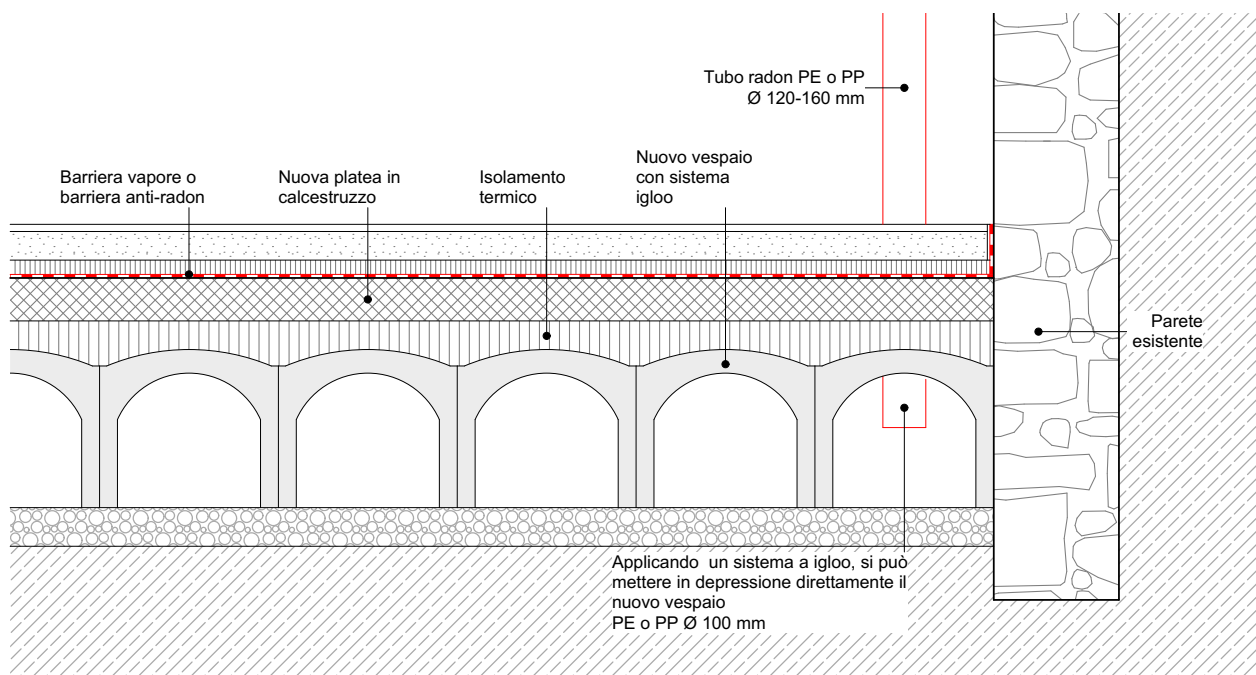 Tubo radon PE o PP
Ø 120-160 mm
Nuovo vespaio
con sistema
igloo
Barriera vapore o
barriera anti-radon
Nuova platea in
calcestruzzo
Isolamento
termico
Parete
esistente
Applicando un sistema a igloo, si può
mettere in depressione direttamente il
nuovo vespaio
PE o PP Ø 100 mm